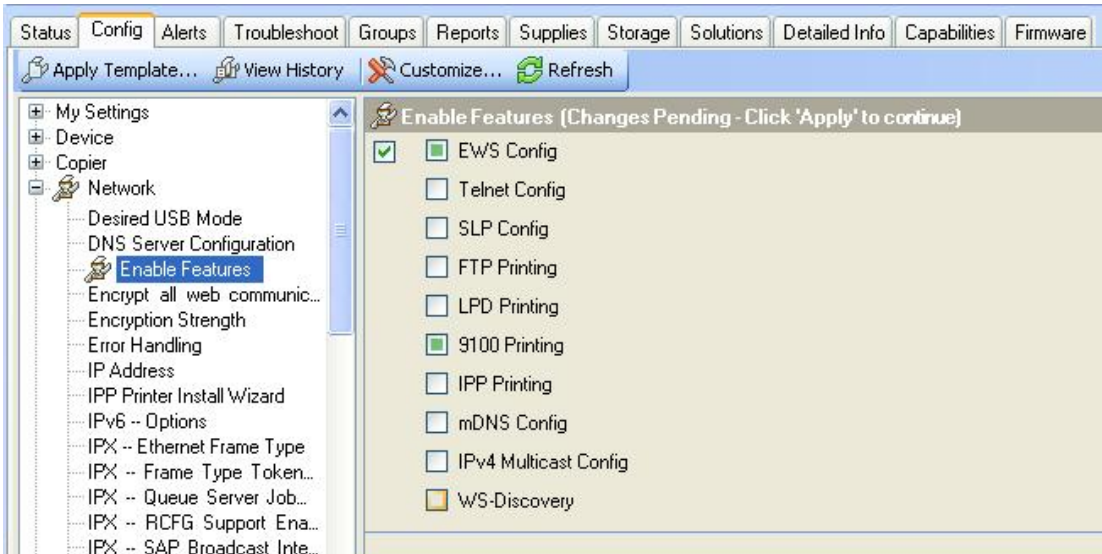 Status Config Alerts Troubleshoot Groups Reports Supplies Storage Solutions Detailed Info Capabilities Firmware
Apply Template... View History Customize... Refresh
My Settings
Device
Copier
Network
Desired USB Mode
DNS Server Configuration
Enable Features
Encrypt all web communic...
Encryption Strength
Error Handling
IP Address
IPP Printer Install Wizard
IPv6 -- Options
IPX -- Ethernet Frame Type
IPX -- Frame Type Token...
IPX -- Queue Server Job...
IPX -- RCFG Support Ena...
IPX -- SAP Broadcast Inte...
Enable Features (Changes Pending - Click 'Apply' to continue)
EWS Config
Telnet Config
SLP Config
FTP Printing
LPD Printing
9100 Printing
IPP Printing
mDNS Config
IPv4 Multicast Config
WS-Discovery